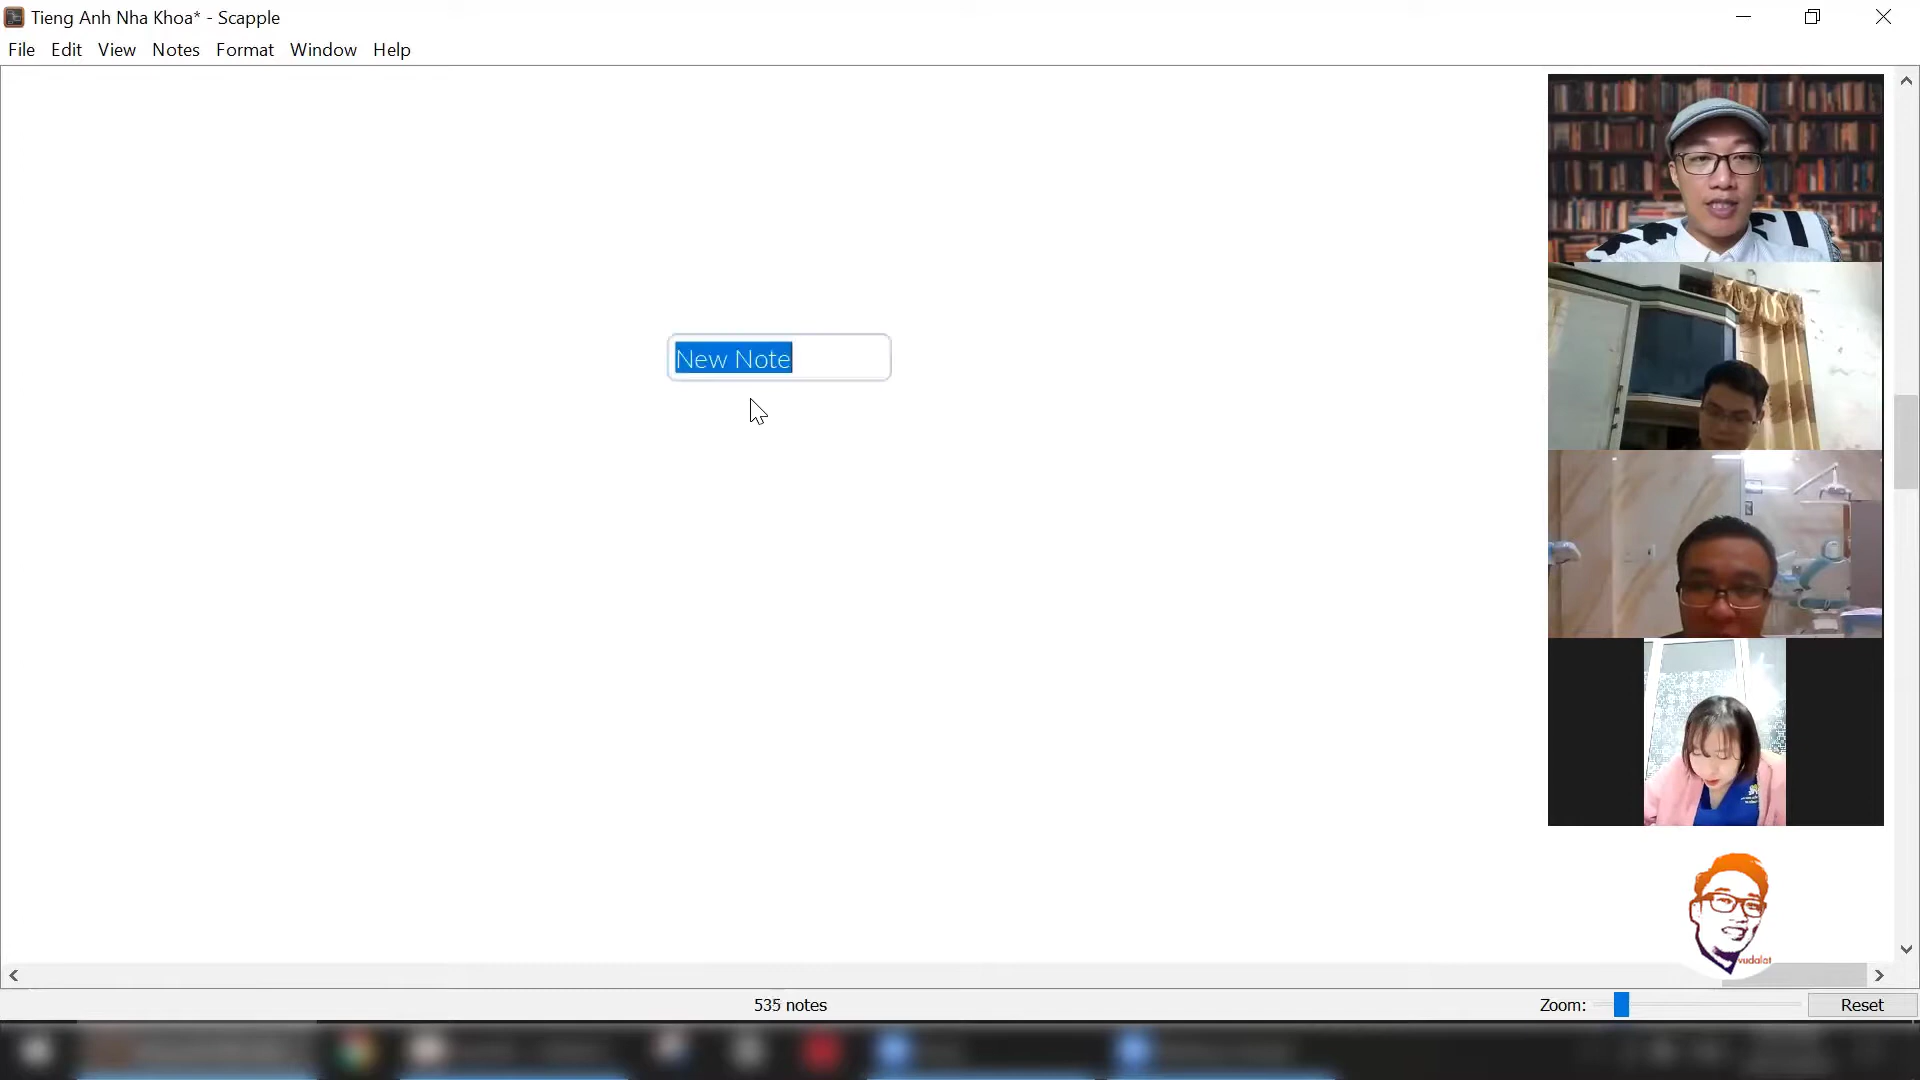 Tieng Anh Nha Khoa* - Scapple
File Edit View Notes Format Window Help
New Note
vudalat
535 notes
Zoom:
Reset